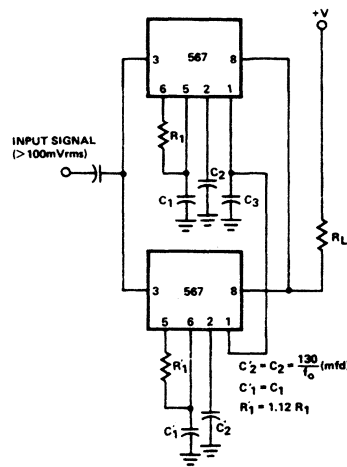 +V
567
3
8
6
5
2
1
R1
INPUT SIGNAL
(>100mVrms)
C1
C2
C3
RL
567
3
8
5
6
2
1
R'1
C'1
C'2
C'2 = C2 = 130/fo (mfd)
C'1 = C1
R'1 = 1.12 R1